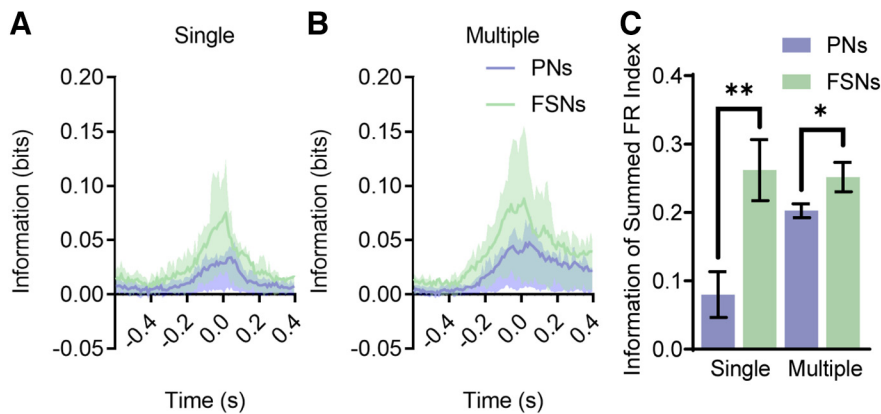 A
Single
Information (bits)
0.20
0.15
0.10
0.05
0.00
-0.05
-0.4
-0.2
0.0
0.2
0.4
Time (s)
B
Multiple
PNs
FSNs
Information (bits)
0.20
0.15
0.10
0.05
0.00
-0.05
-0.4
-0.2
0.0
0.2
0.4
Time (s)
C
PNs
FSNs
Information of Summed FR Index
0.4
0.3
0.2
0.1
0.0
**
*
Single
Multiple